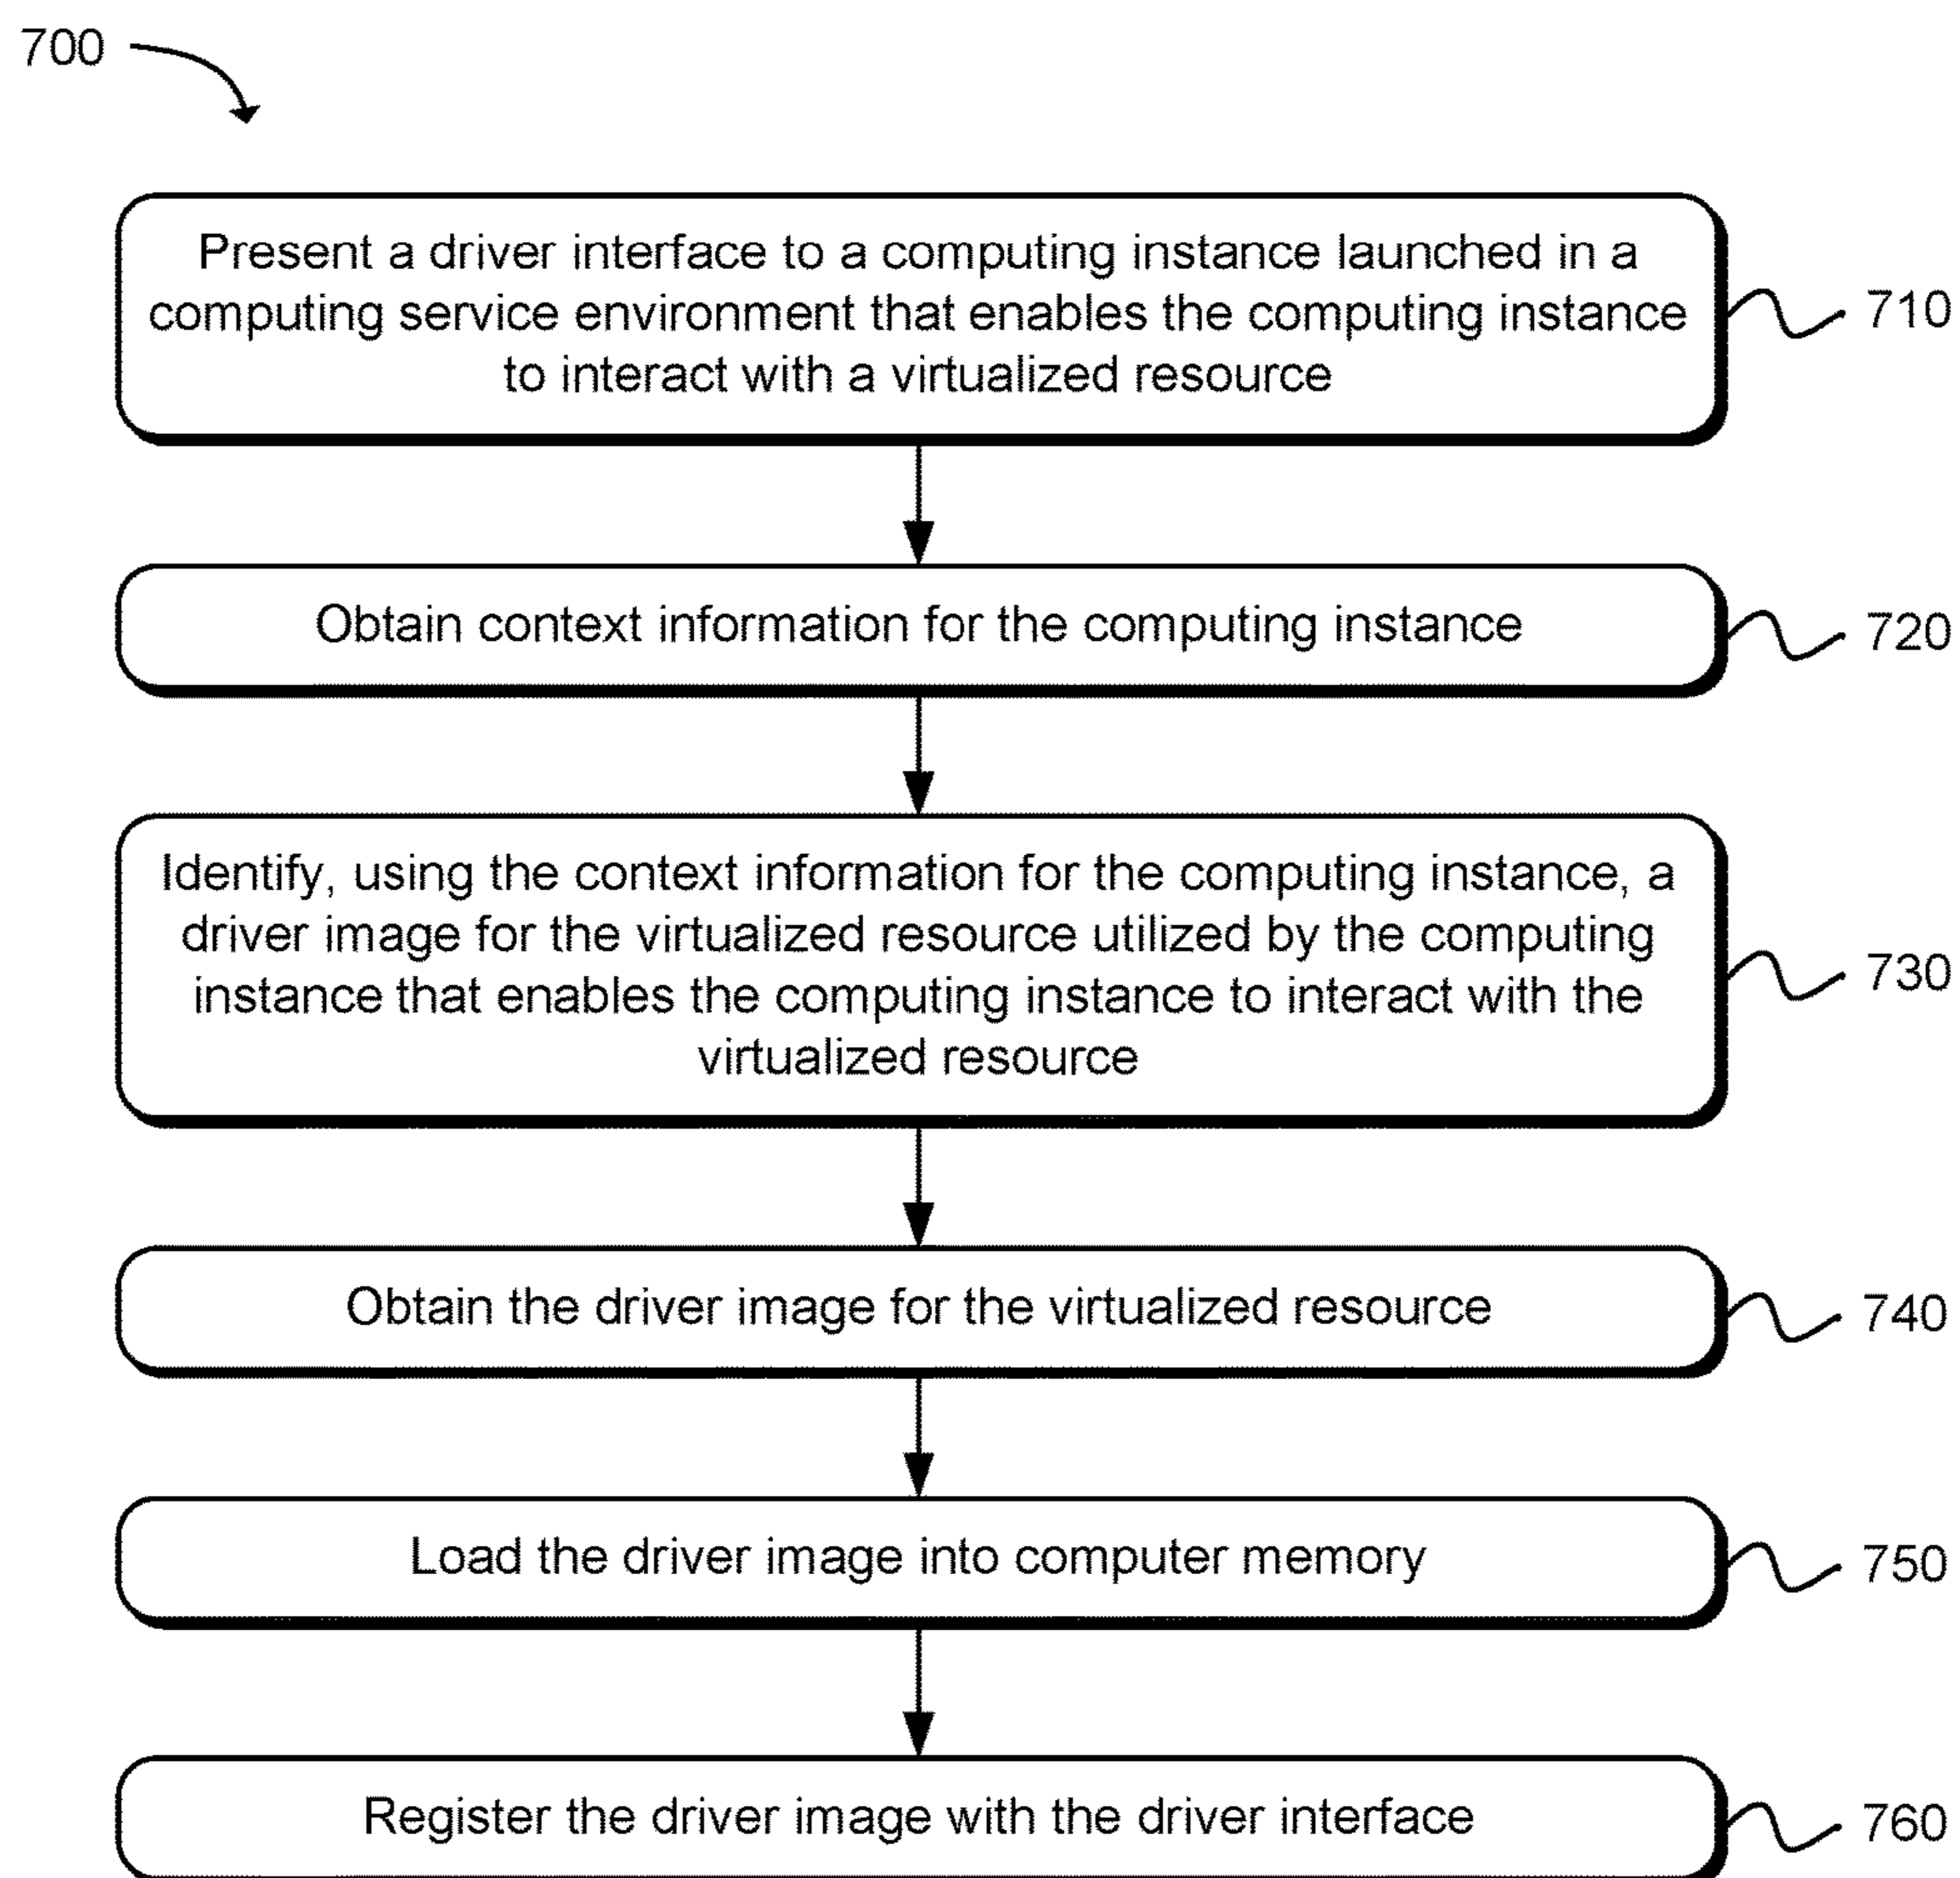 700
Present a driver interface to a computing instance launched in a
computing service environment that enables the computing instance
to interact with a virtualized resource
710
Obtain context information for the computing instance
720
Identify, using the context information for the computing instance, a
driver image for the virtualized resource utilized by the computing
instance that enables the computing instance to interact with the
virtualized resource
730
Obtain the driver image for the virtualized resource
740
Load the driver image into computer memory
750
Register the driver image with the driver interface
760